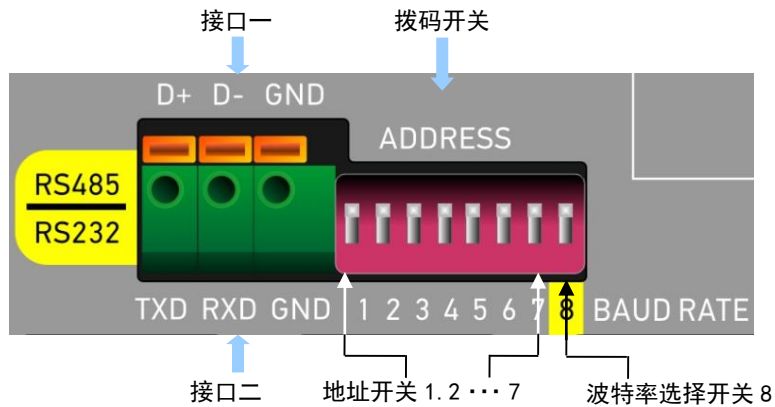 接口一 拨码开关
D+ D- GND
ADDRESS
RS485
RS232
TXD RXD GND 1 2 3 4 5 6 7 8 BAUD RATE
接口二 地址开关 1.2 ··· 7 波特率选择开关 8